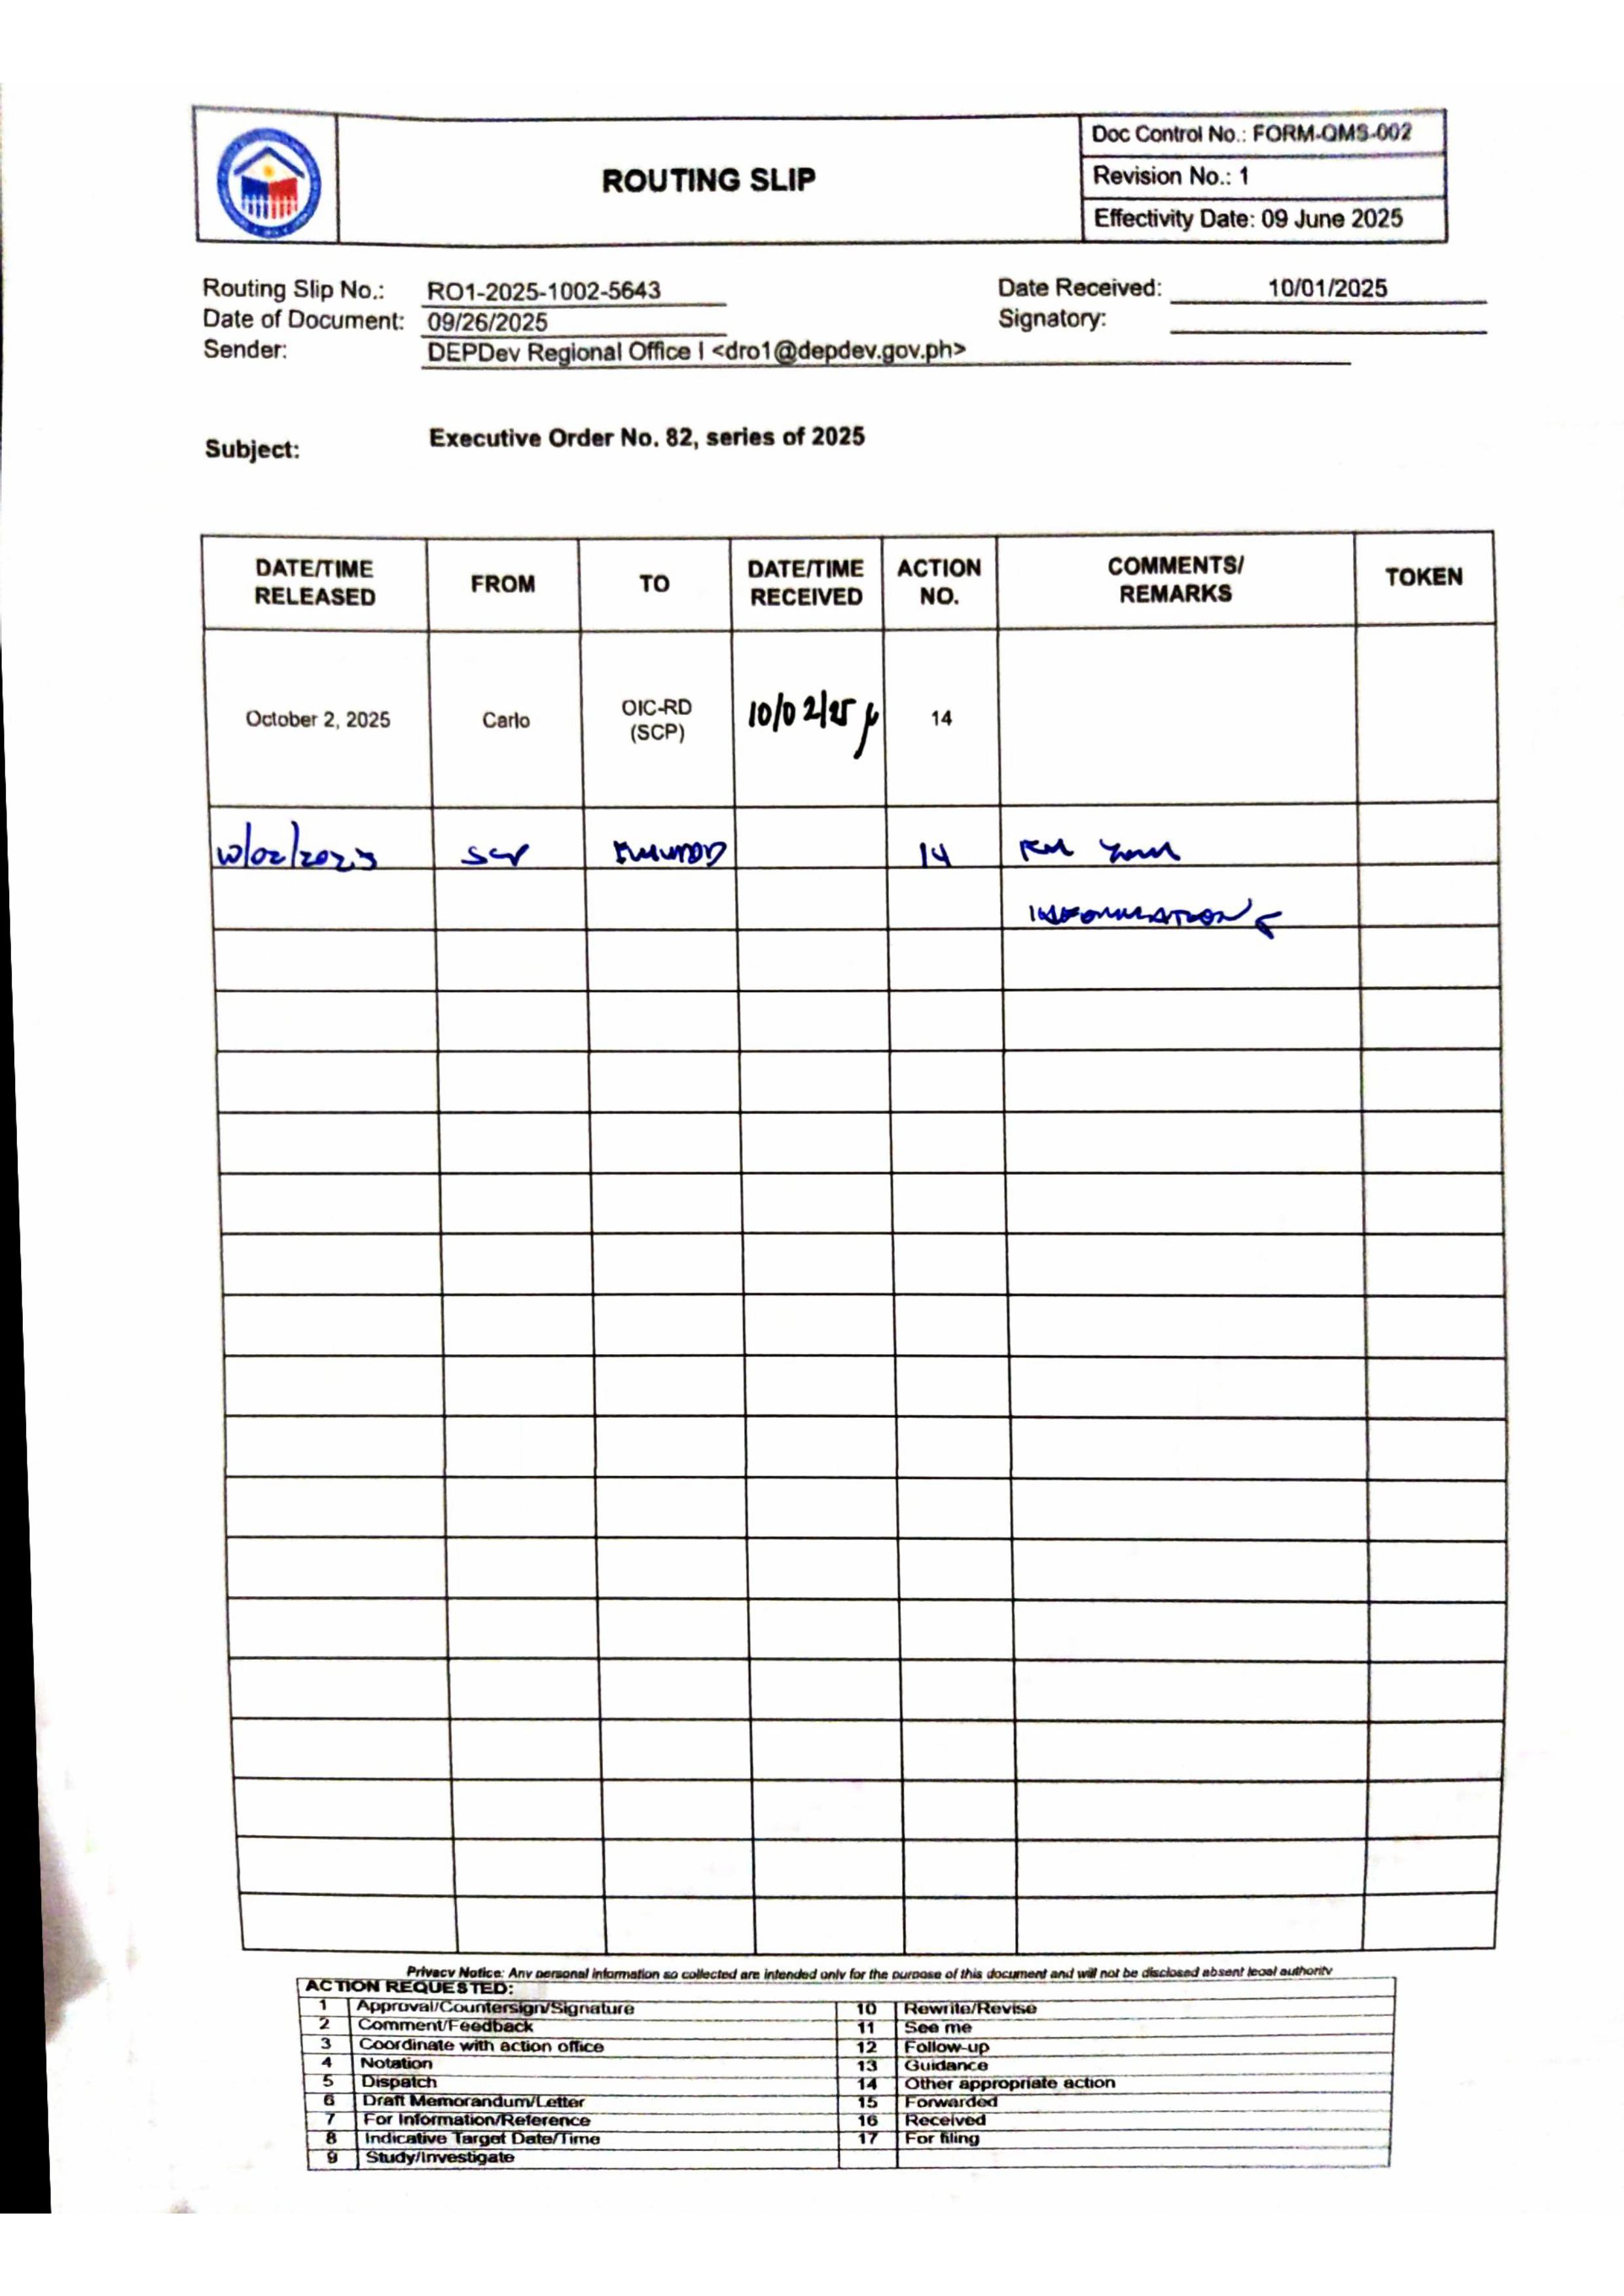 ROUTING SLIP
Doc Control No.: FORM-QMS-002
Revision No.: 1
Effectivity Date: 09 June 2025
Routing Slip No.: RO1-2025-1002-5643
Date Received: 10/01/2025
Date of Document: 09/26/2025
Signatory:
Sender: DEPDev Regional Office I <dro1@depdev.gov.ph>
Subject: Executive Order No. 82, series of 2025
DATE/TIME RELEASED FROM TO DATE/TIME RECEIVED ACTION NO. COMMENTS/ REMARKS TOKEN
October 2, 2025 Carlo OIC-RD (SCP) 10/02/25 14
10/02/2025 SCP 14 FOR YOUR
INFORMATION
Privacy Notice: Any personal information so collected are intended only for the purpose of this document and will not be disclosed absent legal authority
ACTION REQUESTED:
1 Approval/Countersign/Signature 10 Rewrite/Revise
2 Comment/Feedback 11 See me
3 Coordinate with action office 12 Follow-up
4 Notation 13 Guidance
5 Dispatch 14 Other appropriate action
6 Draft Memorandum/Letter 15 Forwarded
7 For Information/Reference 16 Received
8 Indicative Target Date/Time 17 For filing
9 Study/Investigate